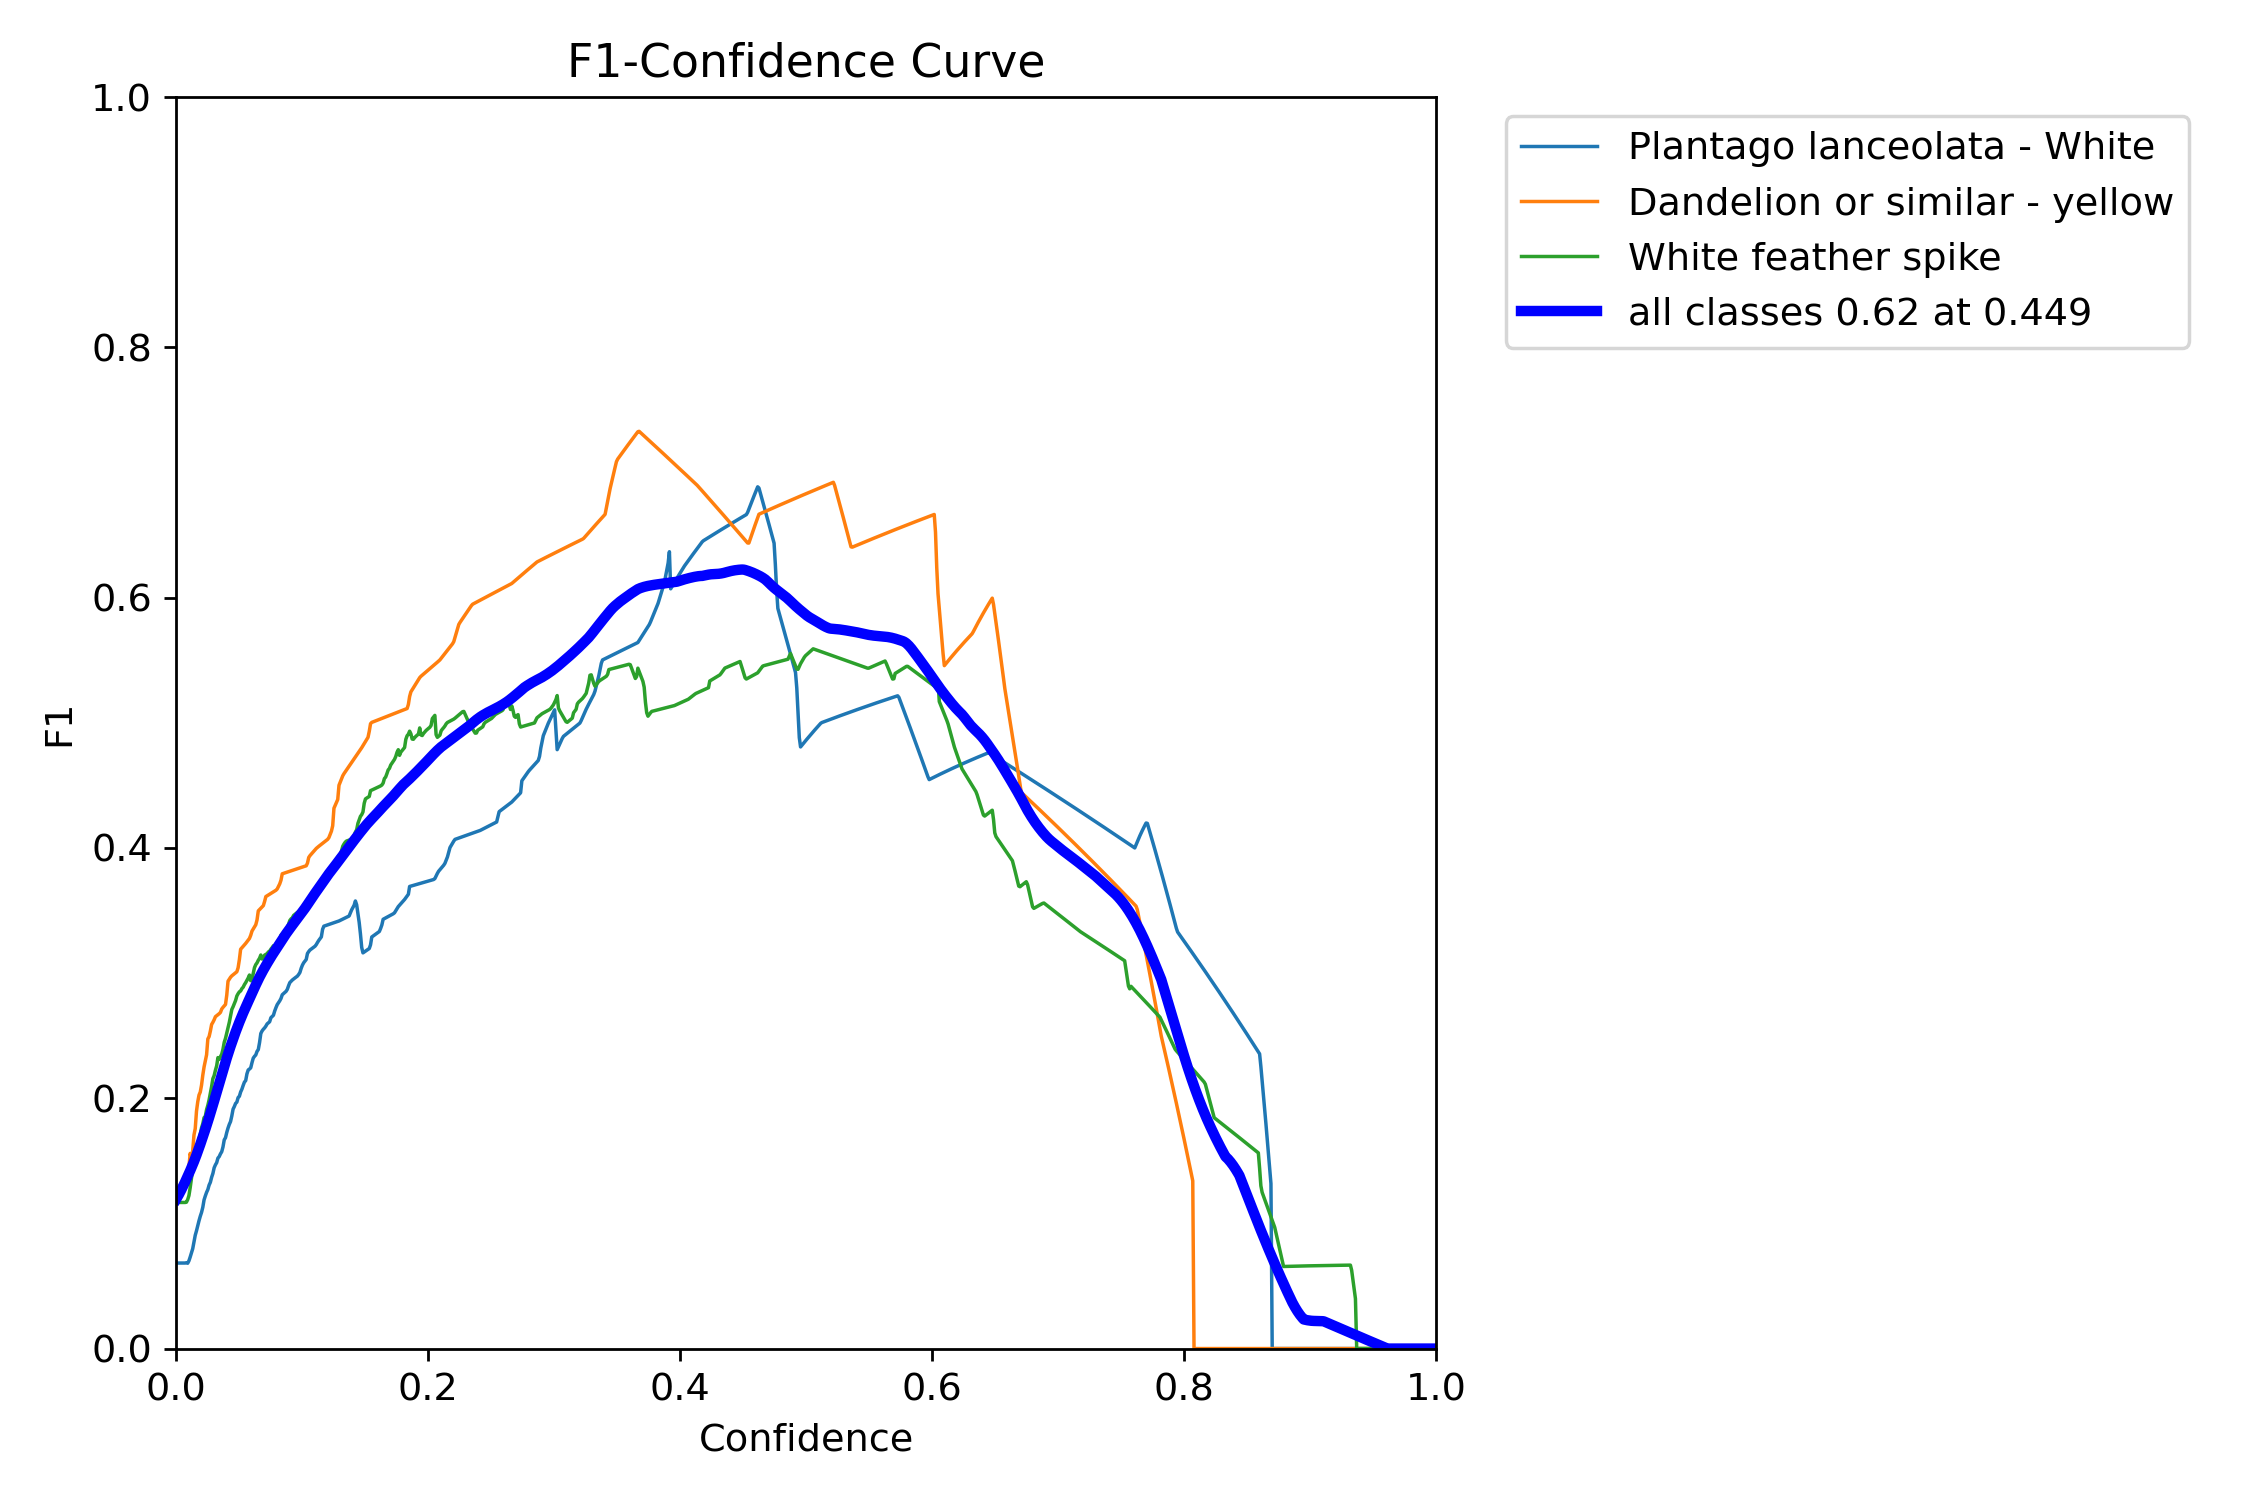 F1-Confidence Curve
1.0
0.8
0.6
0.4
0.2
0.0
F1
0.0 0.2 0.4 0.6 0.8 1.0
Confidence
Plantago lanceolata - White
Dandelion or similar - yellow
White feather spike
all classes 0.62 at 0.449